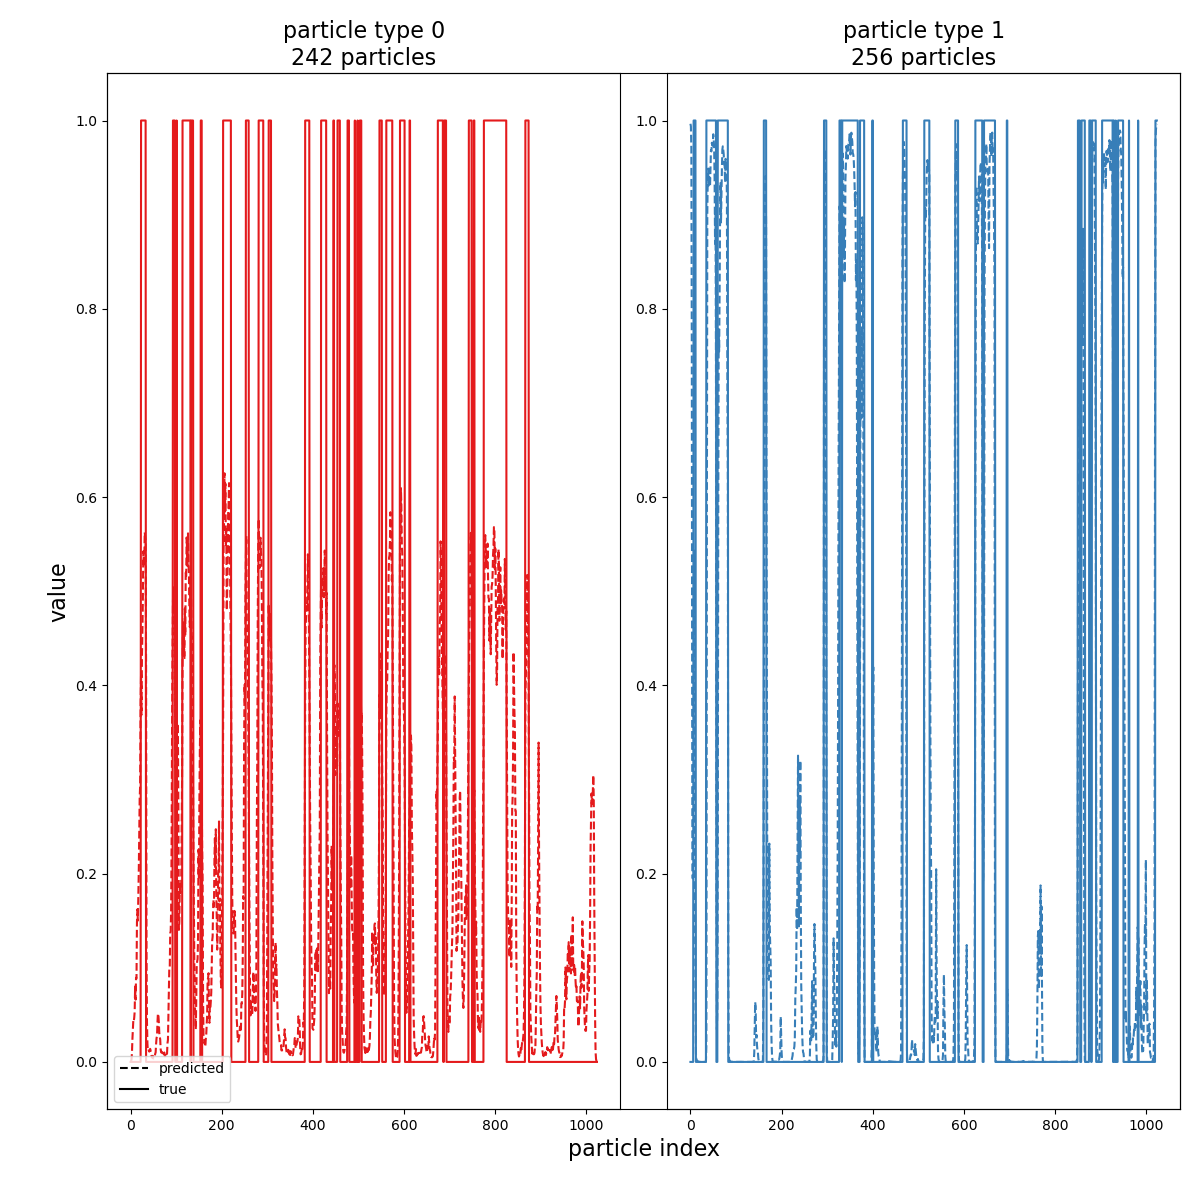 particle type 0
242 particles
particle type 1
256 particles
1.0
0.8
0.6
0.4
0.2
0.0
1.0
0.8
0.6
0.4
0.2
0.0
value
predicted
true
0 200 400 600 800 1000
0 200 400 600 800 1000
particle index